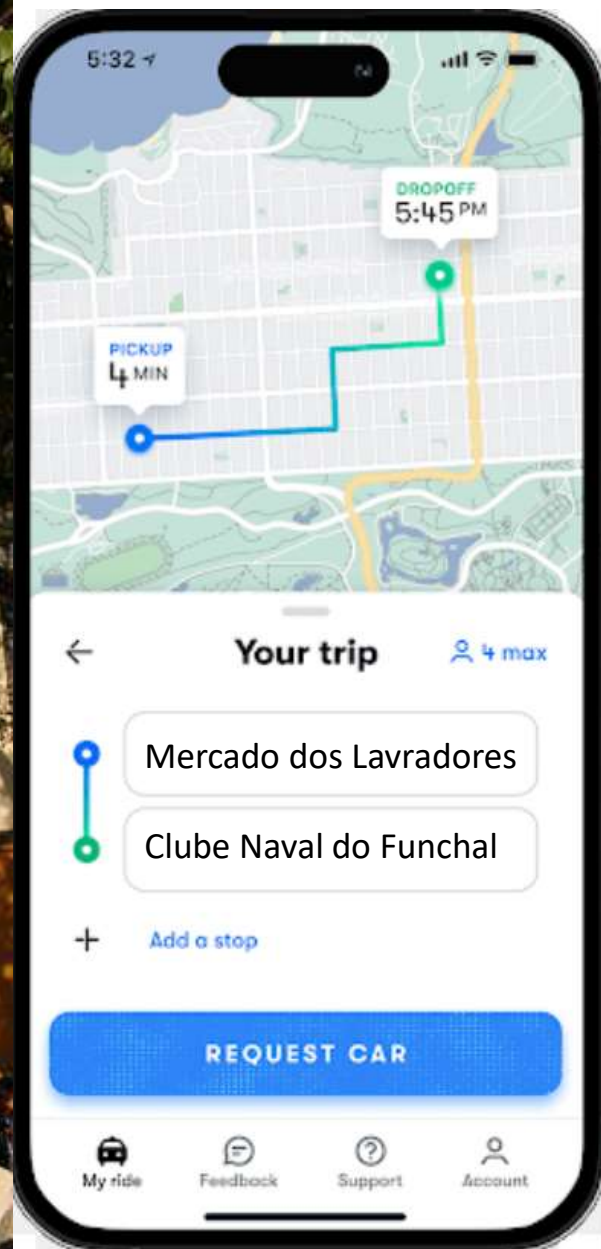 5:32
DROPOFF
5:45 PM
PICKUP
4 MIN
Your trip
4 max
Mercado dos Lavradores
Clube Naval do Funchal
+ Add a stop
REQUEST CAR
My ride Feedback Support Account